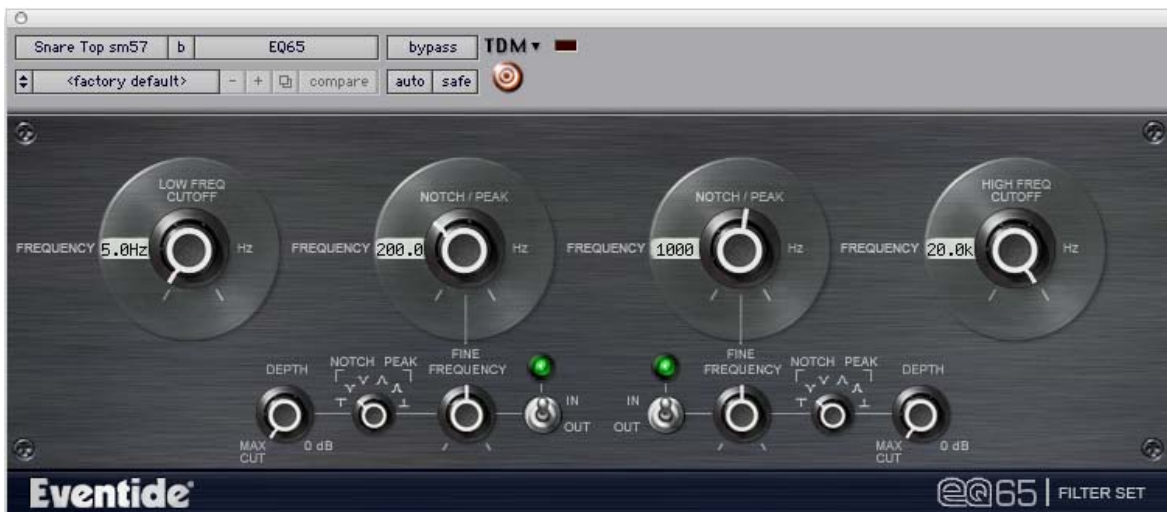 Snare Top sm57 b EQ65 bypass TDM
<factory default> - + compare auto safe
LOW FREQ CUTOFF
FREQUENCY 5.0Hz Hz
NOTCH / PEAK
FREQUENCY 200.0 Hz
NOTCH / PEAK
FREQUENCY 1000 Hz
HIGH FREQ CUTOFF
FREQUENCY 20.0k Hz
DEPTH
MAX CUT 0 dB
NOTCH PEAK
FINE FREQUENCY
IN
OUT
IN
OUT
FINE FREQUENCY
NOTCH PEAK
DEPTH
MAX CUT 0 dB
Eventide
EQ65 | FILTER SET